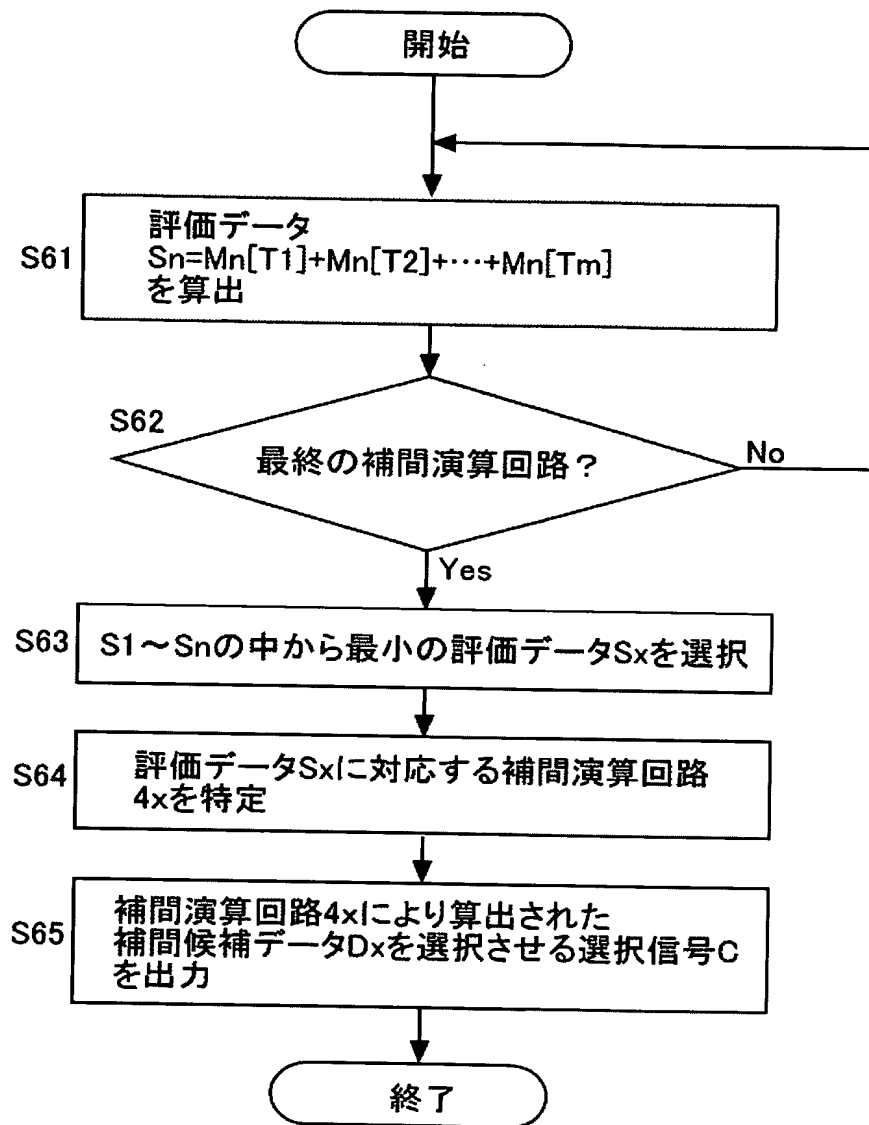 開始
S61
評価データ
Sn=Mn[T1]+Mn[T2]+…+Mn[Tm]
を算出
S62
最終の補間演算回路？
No
Yes
S63
S1～Snの中から最小の評価データSxを選択
S64
評価データSxに対応する補間演算回路
4xを特定
S65
補間演算回路4xにより算出された
補間候補データDxを選択させる選択信号C
を出力
終了